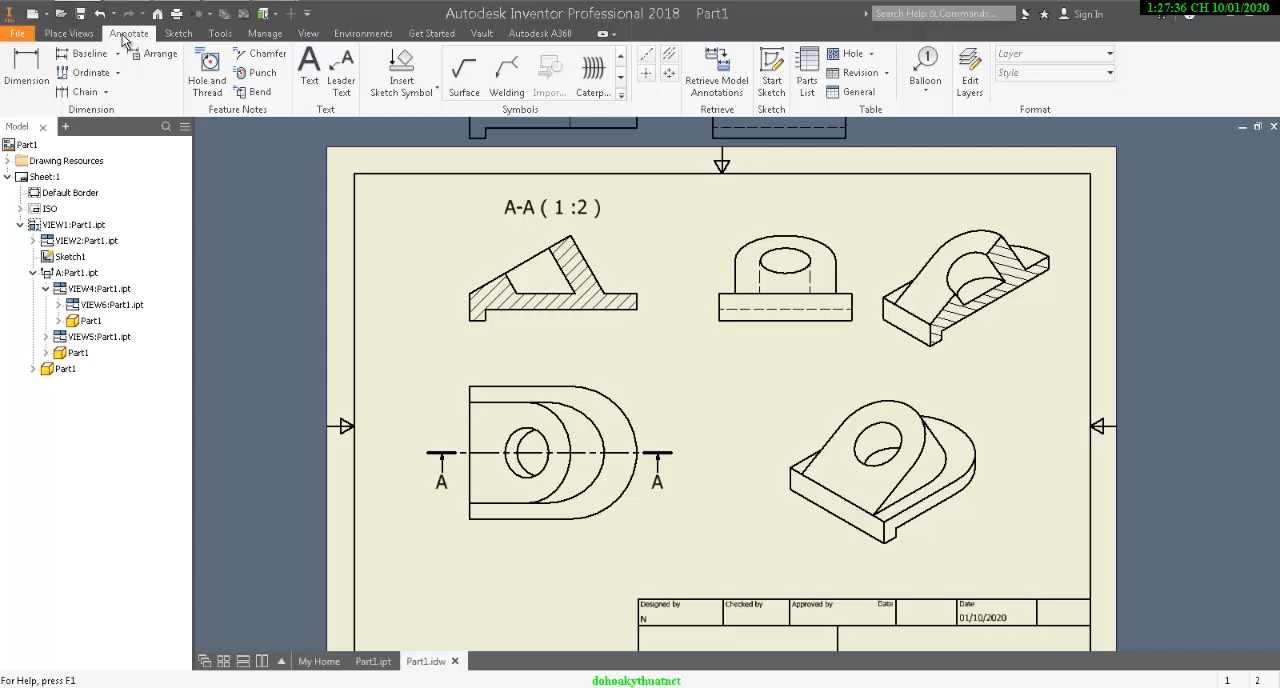 PRO
Autodesk Inventor Professional 2018 Part1
Search Help & Commands...
Sign In
1:27:36 CH 10/01/2020
File
Place Views
Annotate
Sketch
Tools
Manage
View
Environments
Get Started
Vault
Autodesk A360
Dimension
Baseline
Ordinate
Chain
Arrange
Dimension
Hole and
Thread
Chamfer
Punch
Bend
Feature Notes
Text
Leader
Text
Text
Insert
Sketch Symbol
Surface
Welding
Impor...
Caterp...
Symbols
Retrieve Model
Annotations
Retrieve
Start
Sketch
Sketch
Parts
List
Hole
Revision
General
Table
Balloon
Edit
Layers
Layer
Style
Format
Model
Part1
Drawing Resources
Sheet:1
Default Border
ISO
VIEW1:Part1.ipt
VIEW2:Part1.ipt
Sketch1
A:Part1.ipt
VIEW4:Part1.ipt
VIEW6:Part1.ipt
Part1
VIEW5:Part1.ipt
Part1
Part1
A-A ( 1 :2 )
A
A
Designed by
N
Checked by
Approved by
Date
Date
01/10/2020
My Home
Part1.ipt
Part1.idw
For Help, press F1
dohoakythuatnet
1
2